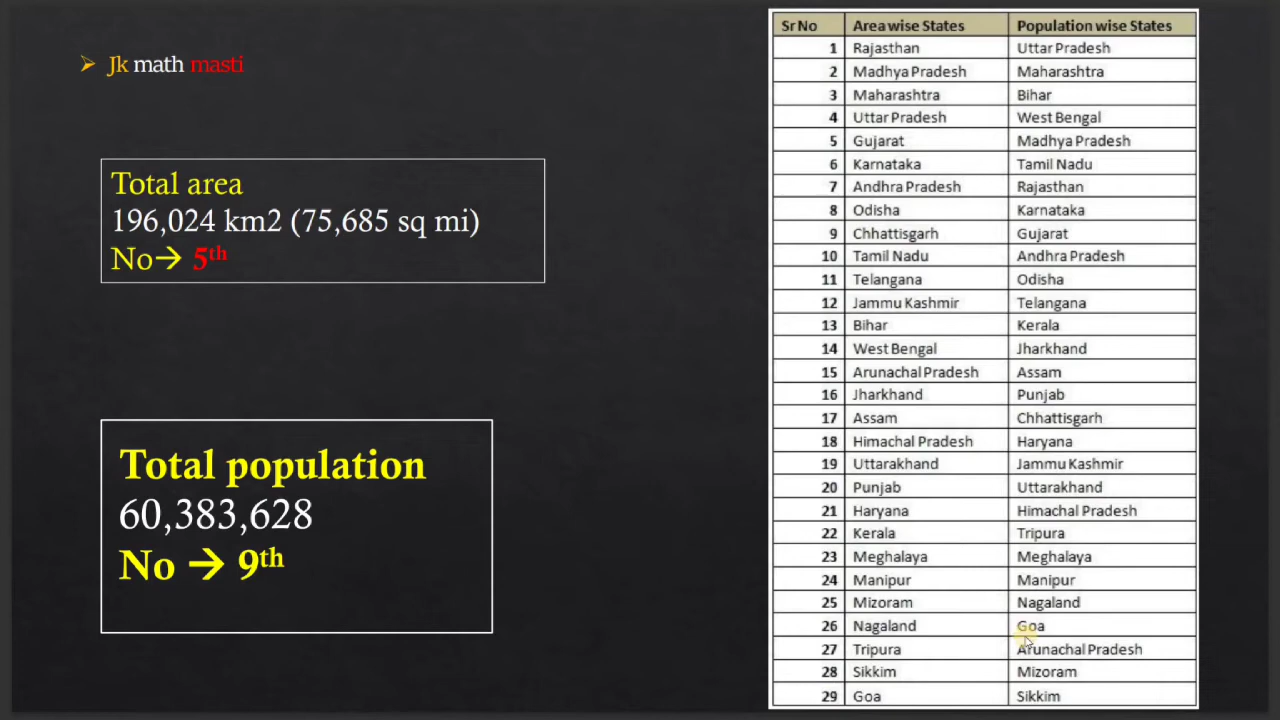 Jk math masti
Total area
196,024 km2 (75,685 sq mi)
No→ 5th
Total population
60,383,628
No → 9th
Sr No Area wise States Population wise States
1 Rajasthan Uttar Pradesh
2 Madhya Pradesh Maharashtra
3 Maharashtra Bihar
4 Uttar Pradesh West Bengal
5 Gujarat Madhya Pradesh
6 Karnataka Tamil Nadu
7 Andhra Pradesh Rajasthan
8 Odisha Karnataka
9 Chhattisgarh Gujarat
10 Tamil Nadu Andhra Pradesh
11 Telangana Odisha
12 Jammu Kashmir Telangana
13 Bihar Kerala
14 West Bengal Jharkhand
15 Arunachal Pradesh Assam
16 Jharkhand Punjab
17 Assam Chhattisgarh
18 Himachal Pradesh Haryana
19 Uttarakhand Jammu Kashmir
20 Punjab Uttarakhand
21 Haryana Himachal Pradesh
22 Kerala Tripura
23 Meghalaya Meghalaya
24 Manipur Manipur
25 Mizoram Nagaland
26 Nagaland Goa
27 Tripura Arunachal Pradesh
28 Sikkim Mizoram
29 Goa Sikkim